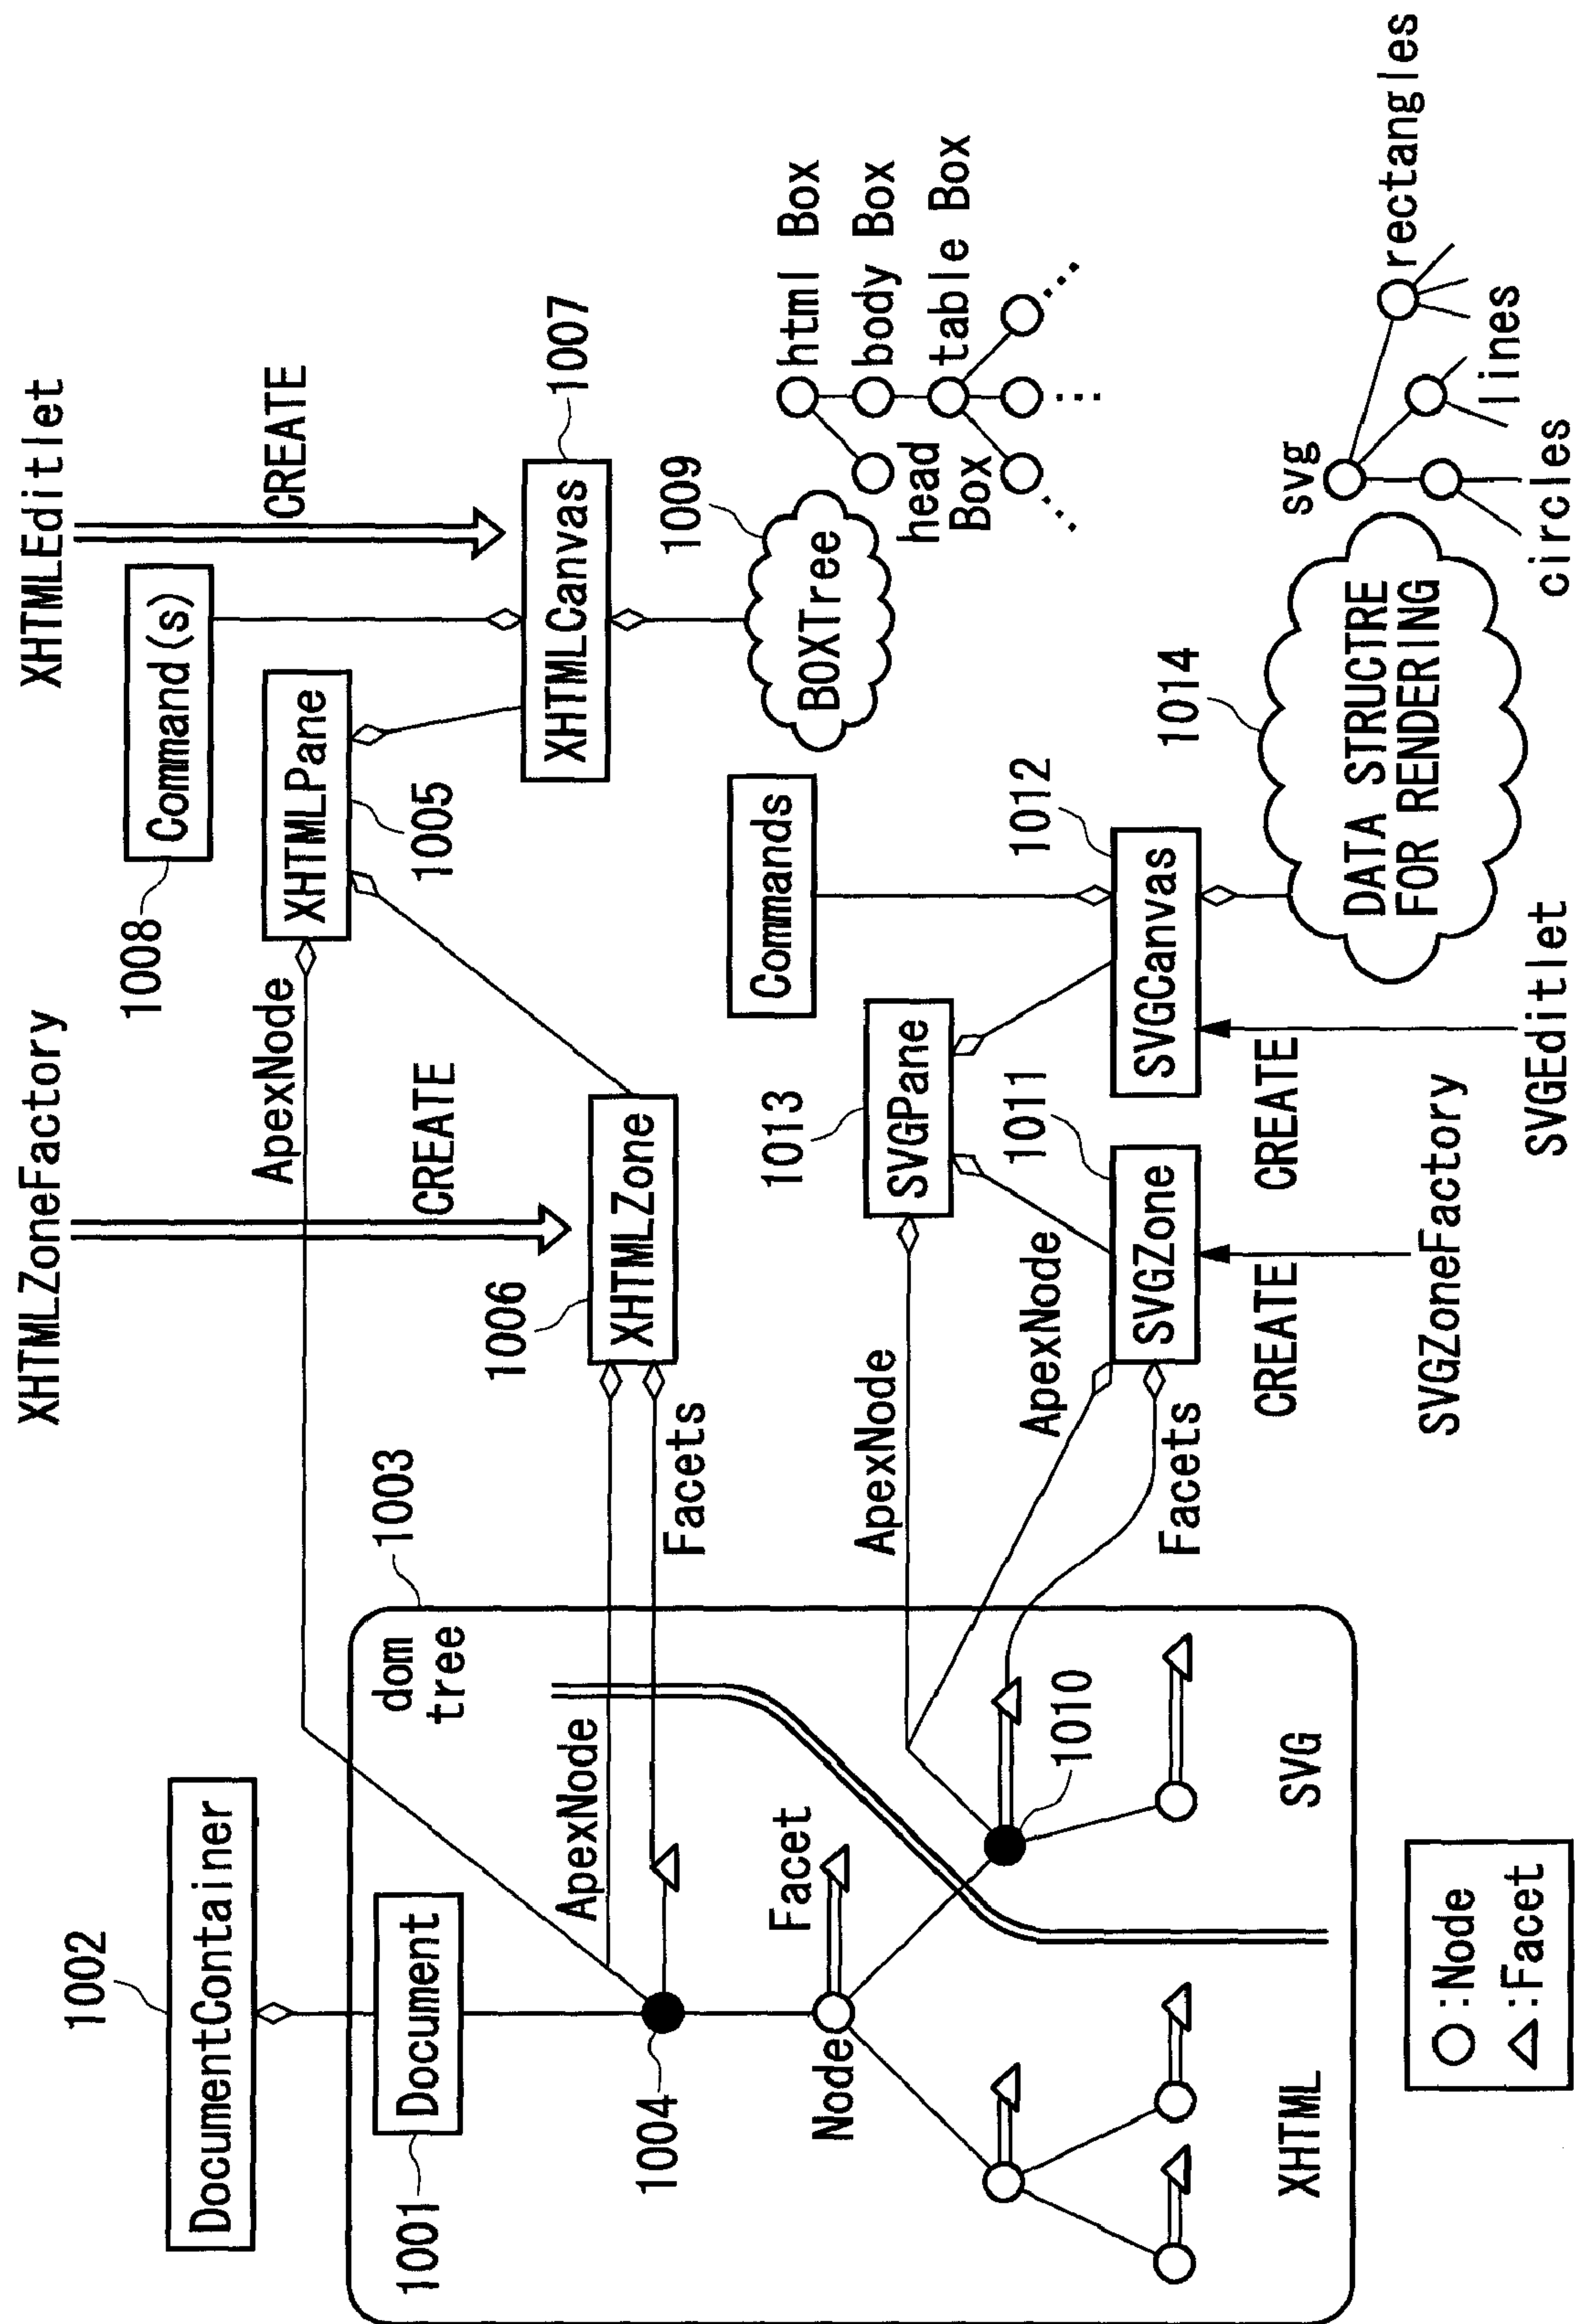 XHTMLZoneFactory
XHTMLEditlet
1002
DocumentContainer
1008
Command(s)
CREATE
ApexNode
XHTMLPane
1005
1003
dom
tree
1001
Document
CREATE
1007
XHTMLCanvas
1006
XHTMLZone
ApexNode
Facets
1004
1009
BOXTree
html Box
body Box
table Box
head
Box
Node
Facet
Commands
1013
SVGPane
ApexNode
ApexNode
1011
SVGZone
Facets
1012
SVGCanvas
1010
1014
XHTML
SVG
CREATE
CREATE
DATA STRUCTRE
FOR RENDERING
svg
rectangles
lines
circles
SVGZoneFactory
SVGEditlet
:Node
:Facet